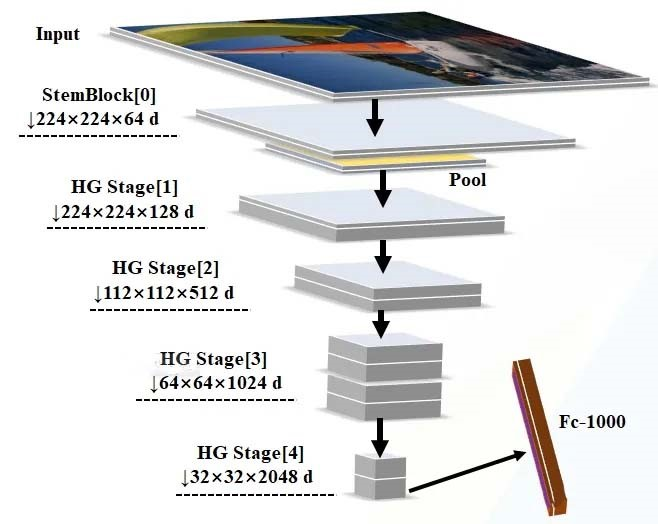 Input
StemBlock[0]
↓224×224×64 d
Pool
HG Stage[1]
↓224×224×128 d
HG Stage[2]
↓112×112×512 d
HG Stage[3]
↓64×64×1024 d
Fc-1000
HG Stage[4]
↓32×32×2048 d